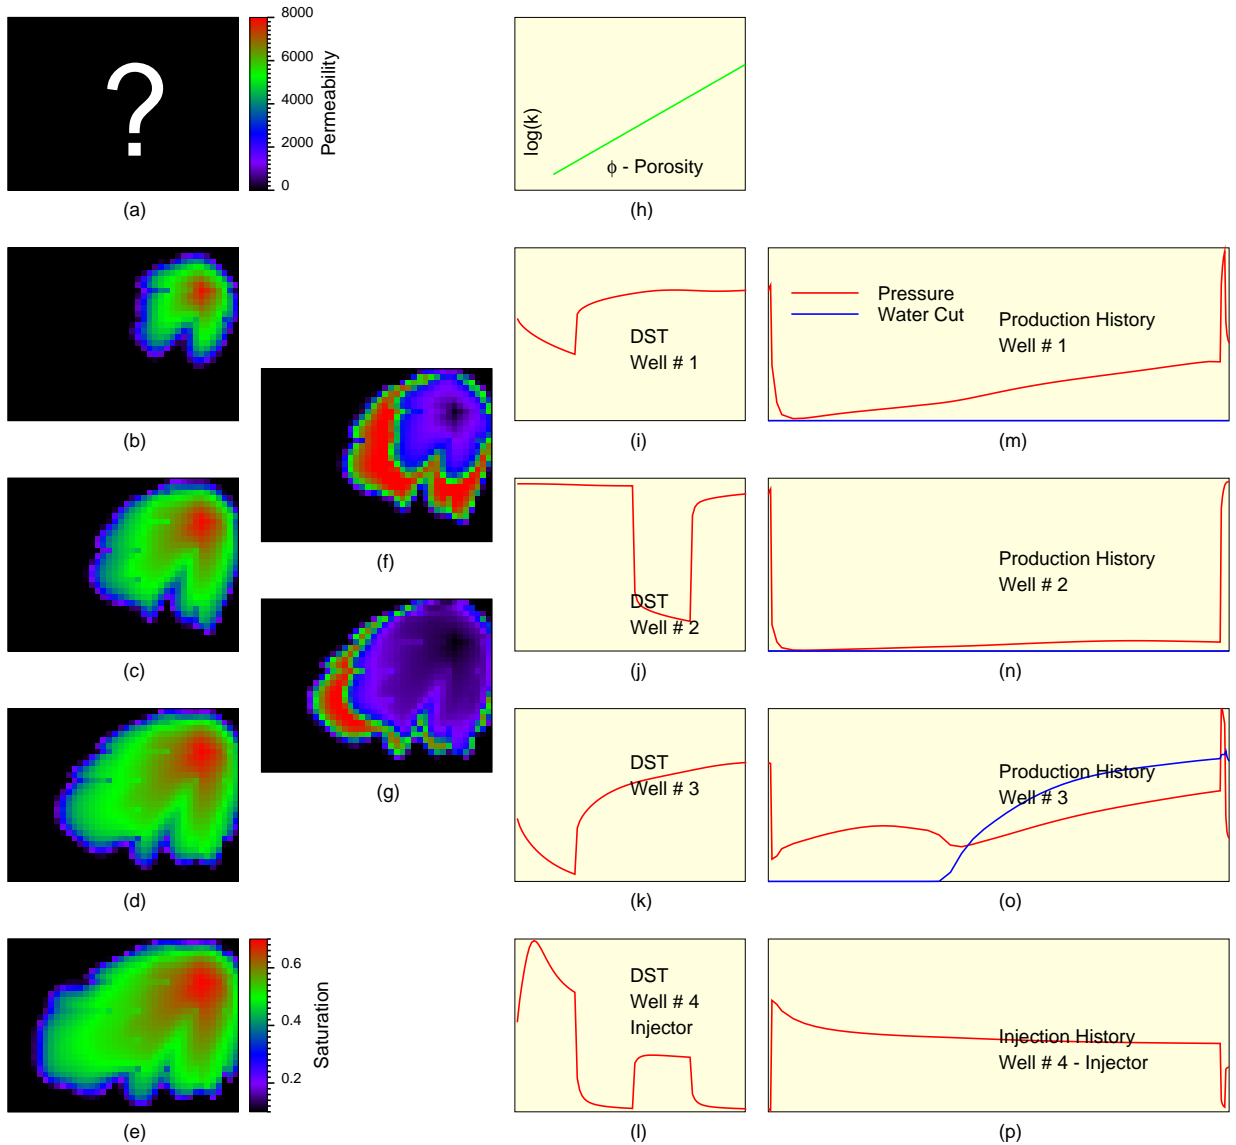 ?
8000
6000
4000
2000
0
Permeability
(a)
log(k)
ϕ - Porosity
(h)
(b)
(f)
DST
Well # 1
(i)
Pressure
Water Cut
Production History
Well # 1
(m)
(c)
(g)
DST
Well # 2
(j)
Production History
Well # 2
(n)
(d)
DST
Well # 3
(k)
Production History
Well # 3
(o)
0.6
0.4
0.2
Saturation
(e)
DST
Well # 4
Injector
(l)
Injection History
Well # 4 - Injector
(p)